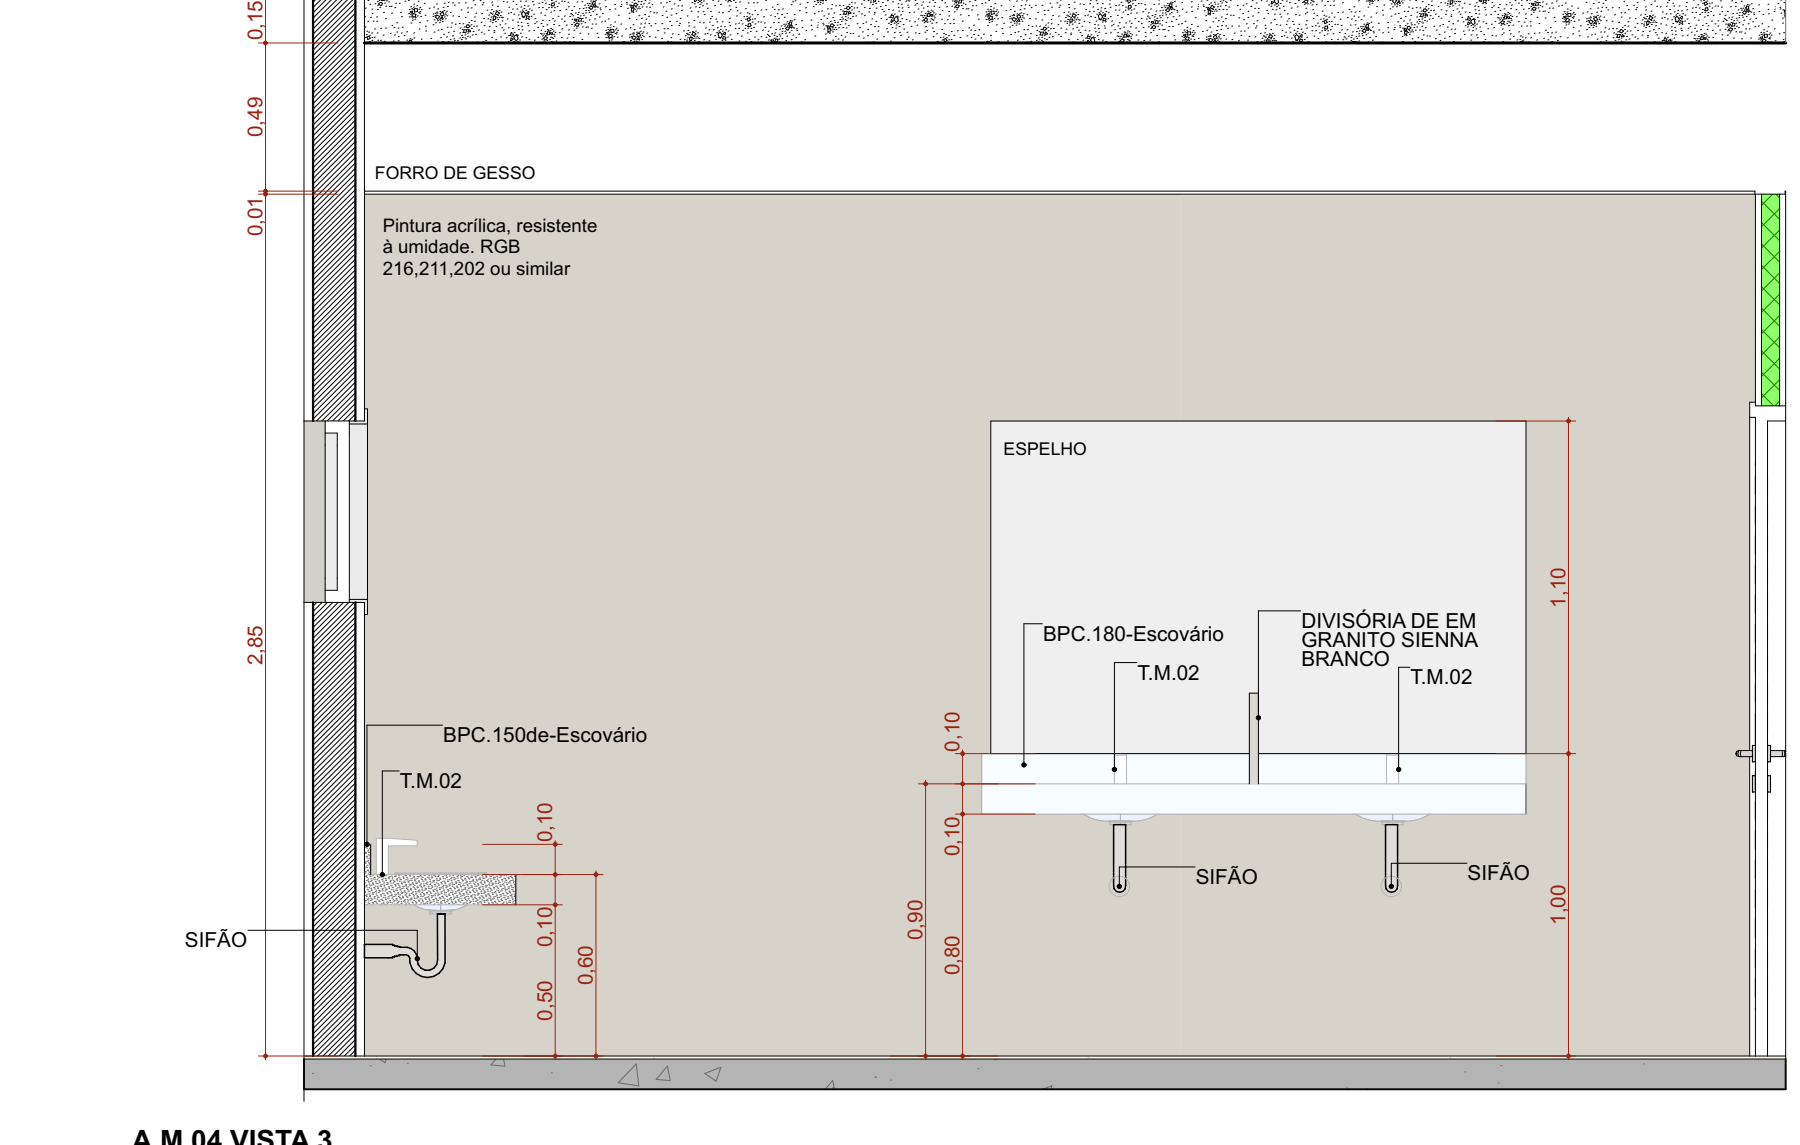 0,15
0,49
FORRO DE GESSO
0,01
Pintura acrílica, resistente
à umidade. RGB
216,211,202 ou similar
ESPELHO
1,10
DIVISÓRIA DE EM
GRANITO SIENNA
BRANCO
BPC.180-Escovário
T.M.02
T.M.02
2,85
BPC.150de-Escovário
T.M.02
0,10
0,10
0,10
SIFÃO
SIFÃO
0,90
0,80
1,00
SIFÃO
0,10
0,60
0,50
A.M.04 VISTA 3